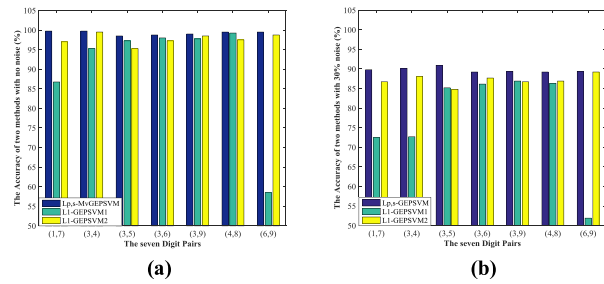 The Accuracy of two methods with no noise (%)
105
100
95
90
85
80
75
70
65
60
55
50
Lp,s-MvGEPSVM
L1-GEPSVM1
L1-GEPSVM2
(1,7) (3,4) (3,5) (3,6) (3,9) (4,8) (6,9)
The seven Digit Pairs
(a)
The Accuracy of two methods with 30% noise (%)
105
100
95
90
85
80
75
70
65
60
55
50
Lp,s-GEPSVM
L1-GEPSVM1
L1-GEPSVM2
(1,7) (3,4) (3,5) (3,6) (3,9) (4,8) (6,9)
The seven Digit Pairs
(b)